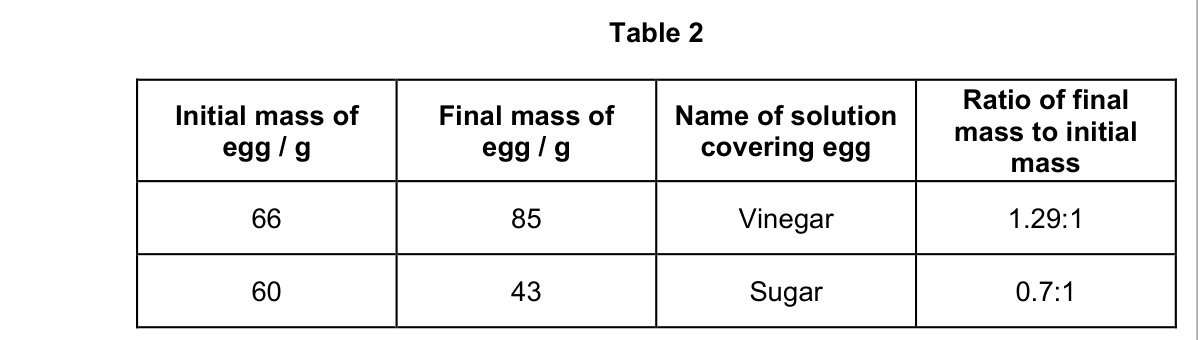 Table 2
Initial mass of
egg / g
Final mass of
egg / g
Name of solution
covering egg
Ratio of final
mass to initial
mass
66
85
Vinegar
1.29:1
60
43
Sugar
0.7:1